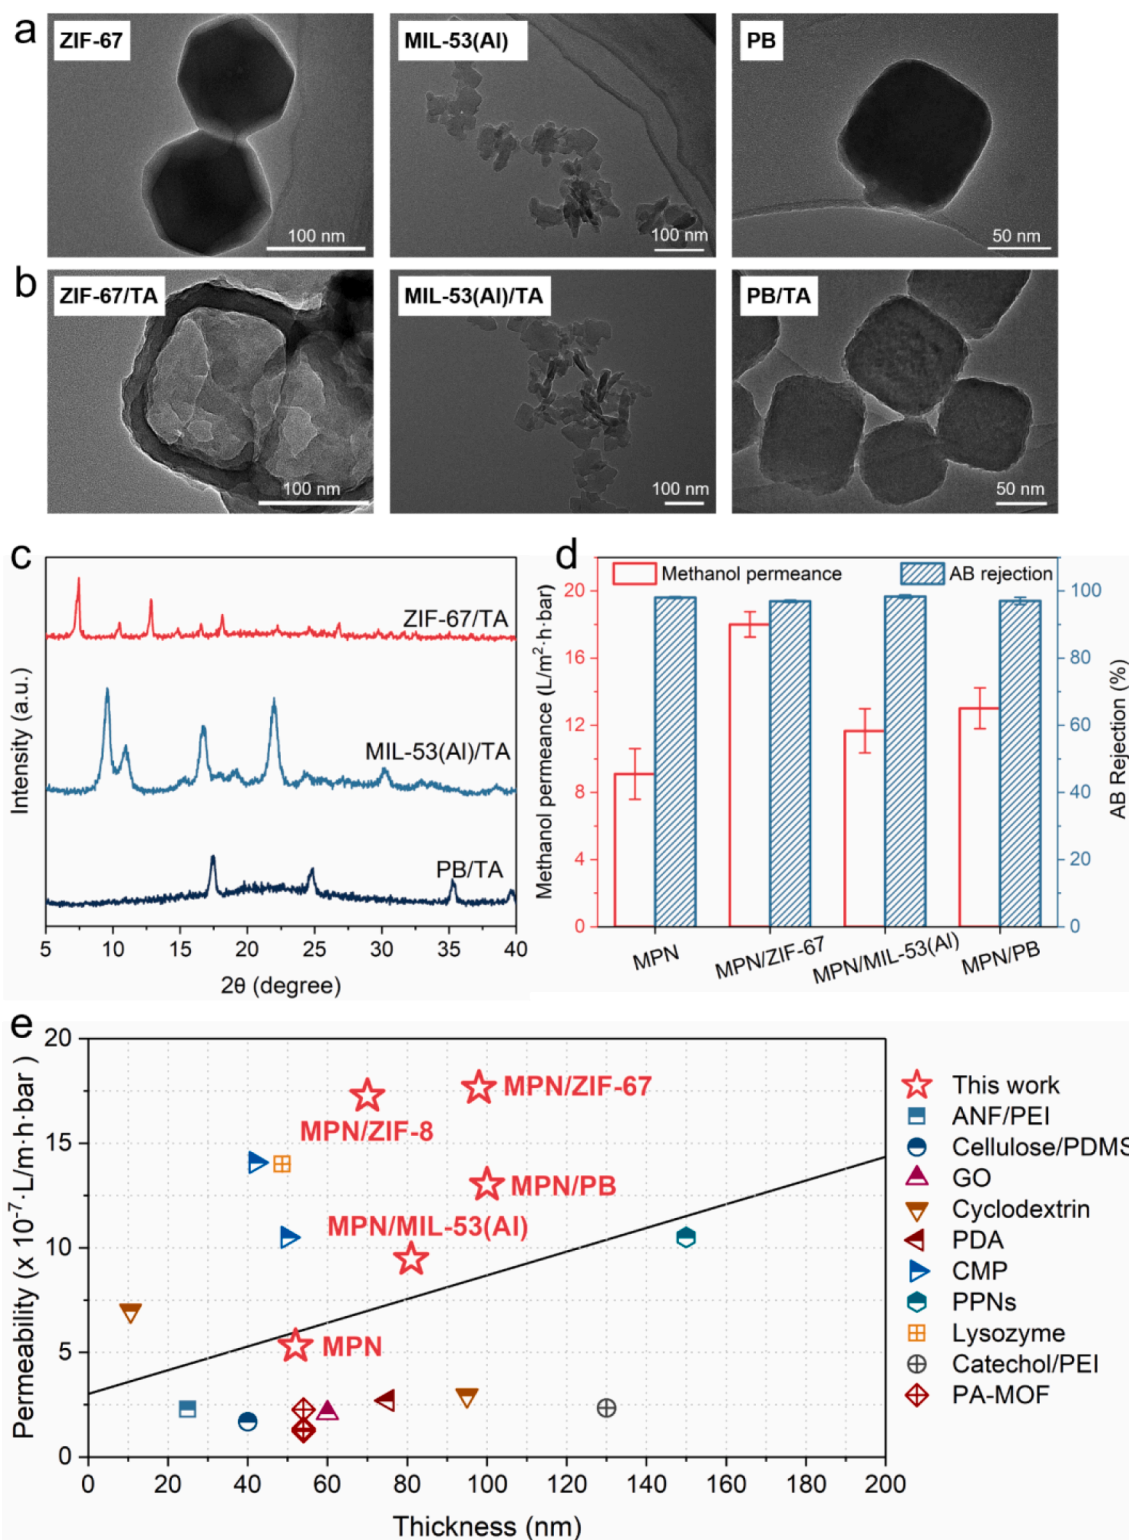 a
ZIF-67
MIL-53(Al)
PB
100 nm
100 nm
50 nm
b
ZIF-67/TA
MIL-53(Al)/TA
PB/TA
100 nm
100 nm
50 nm
c
ZIF-67/TA
MIL-53(Al)/TA
PB/TA
Intensity (a.u.)
5 10 15 20 25 30 35 40
2θ (degree)
d
Methanol permeance
AB rejection
Methanol permeance (L/m²·h·bar)
20
16
12
8
4
0
100
80
60
40
20
0
AB Rejection (%)
MPN
MPN/ZIF-67
MPN/MIL-53(Al)
MPN/PB
e
Permeability (x 10⁻⁷·L/m·h·bar )
20
15
10
5
0
MPN/ZIF-67
MPN/ZIF-8
MPN/PB
MPN/MIL-53(Al)
MPN
0 20 40 60 80 100 120 140 160 180 200
Thickness (nm)
This work
ANF/PEI
Cellulose/PDMS
GO
Cyclodextrin
PDA
CMP
PPNs
Lysozyme
Catechol/PEI
PA-MOF